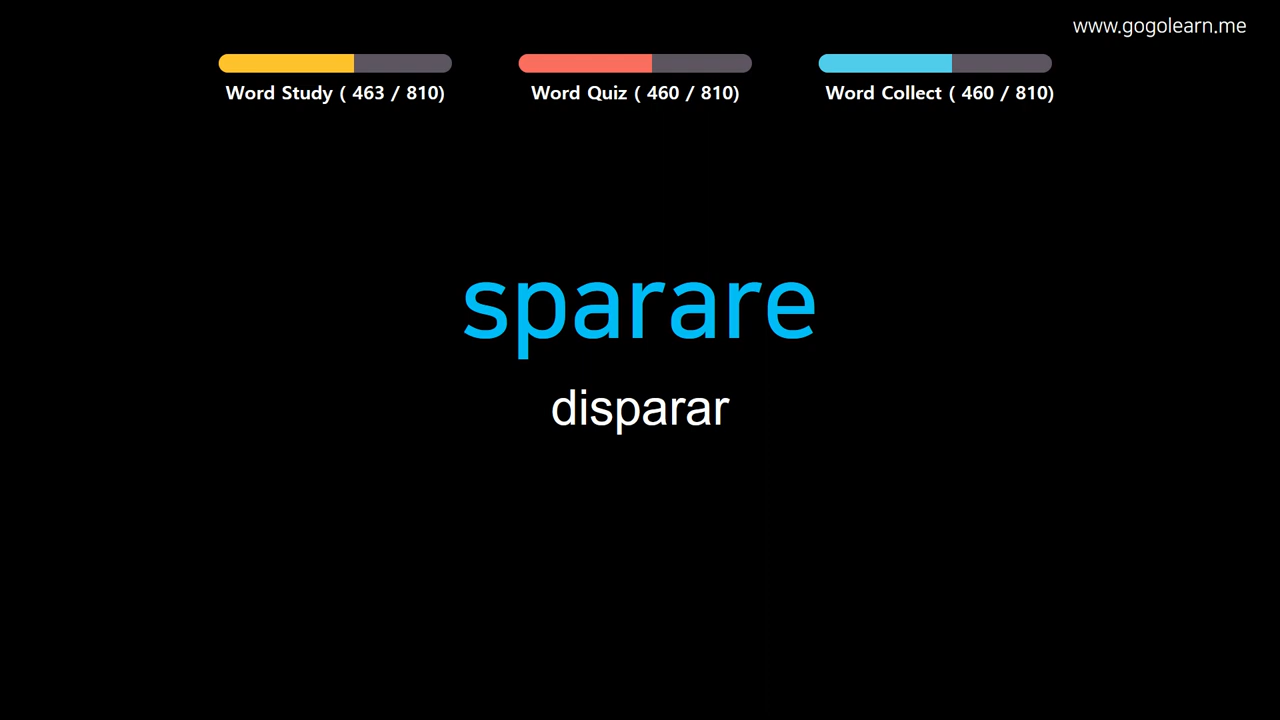 www.gogolearn.me
Word Study ( 463 / 810)
Word Quiz ( 460 / 810)
Word Collect ( 460 / 810)
sparare
disparar